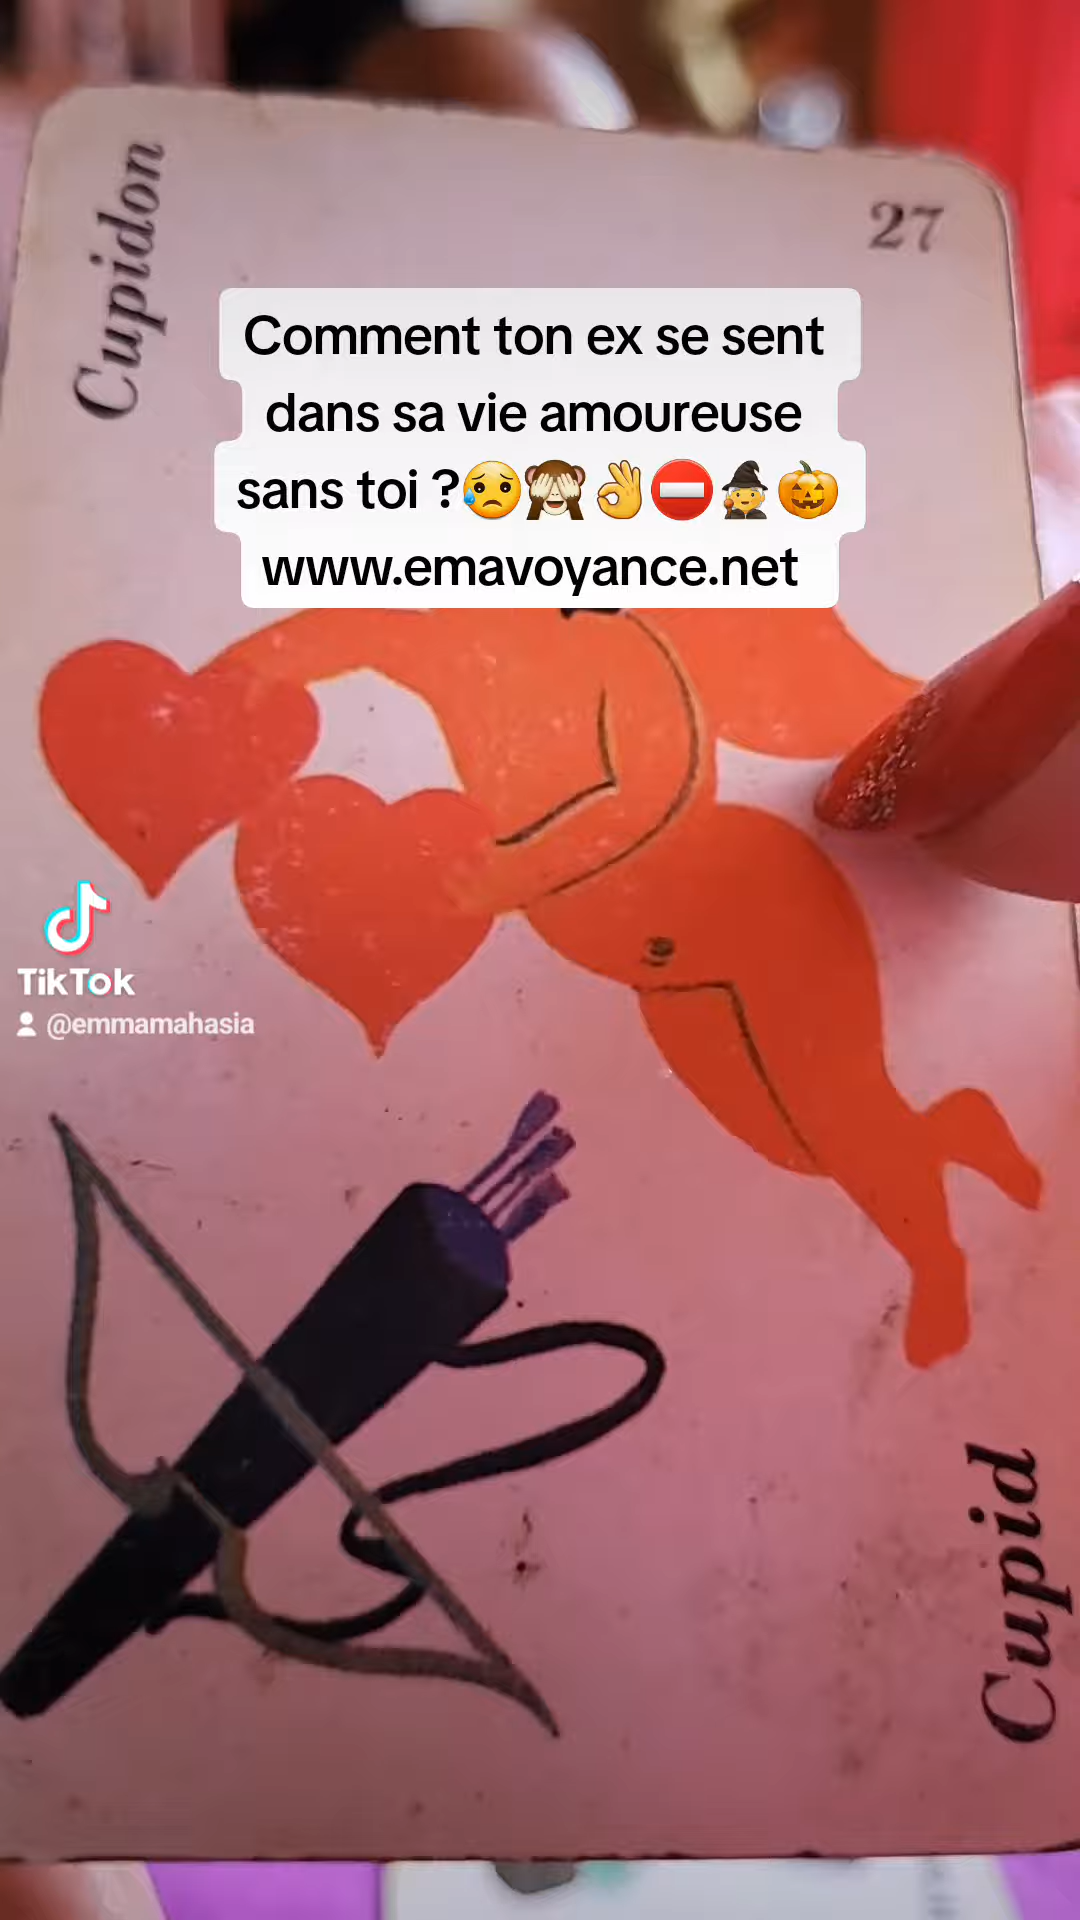 Cupidon
27
Comment ton ex se sent
dans sa vie amoureuse
sans toi ?😥🙈👌⛔🧙🎃
www.emavoyance.net
TikTok
@emmamahasia
Cupid